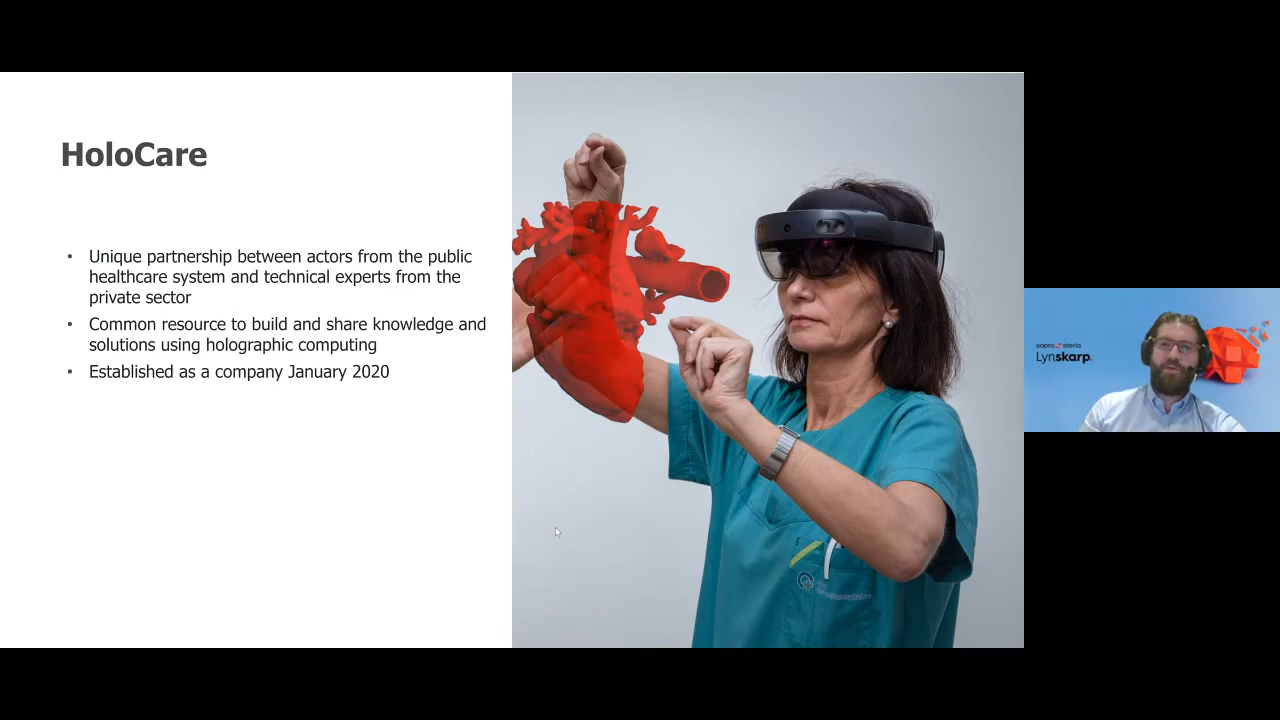 HoloCare
• Unique partnership between actors from the public
healthcare system and technical experts from the
private sector
• Common resource to build and share knowledge and
solutions using holographic computing
• Established as a company January 2020
sopra steria
Lynskarp.